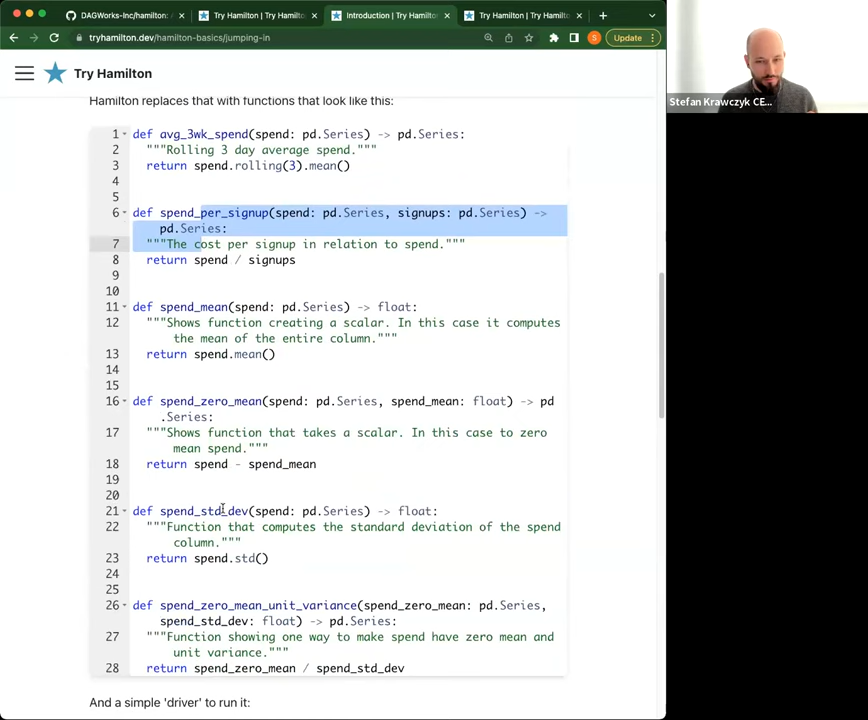 DAGWorks-Inc/hamilton: A
Try Hamilton | Try Hamilto
Introduction | Try Hamilto
Try Hamilton | Try Hamilto
tryhamilton.dev/hamilton-basics/jumping-in
S
Update
Try Hamilton
Stefan Krawczyk CE...
Hamilton replaces that with functions that look like this:
1 def avg_3wk_spend(spend: pd.Series) -> pd.Series:
2 """Rolling 3 day average spend."""
3 return spend.rolling(3).mean()
4
5
6 def spend_per_signup(spend: pd.Series, signups: pd.Series) ->
pd.Series:
7 """The cost per signup in relation to spend."""
8 return spend / signups
9
10
11 def spend_mean(spend: pd.Series) -> float:
12 """Shows function creating a scalar. In this case it computes
the mean of the entire column."""
13 return spend.mean()
14
15
16 def spend_zero_mean(spend: pd.Series, spend_mean: float) -> pd
.Series:
17 """Shows function that takes a scalar. In this case to zero
mean spend."""
18 return spend - spend_mean
19
20
21 def spend_std_dev(spend: pd.Series) -> float:
22 """Function that computes the standard deviation of the spend
column."""
23 return spend.std()
24
25
26 def spend_zero_mean_unit_variance(spend_zero_mean: pd.Series,
spend_std_dev: float) -> pd.Series:
27 """Function showing one way to make spend have zero mean and
unit variance."""
28 return spend_zero_mean / spend_std_dev
And a simple 'driver' to run it: